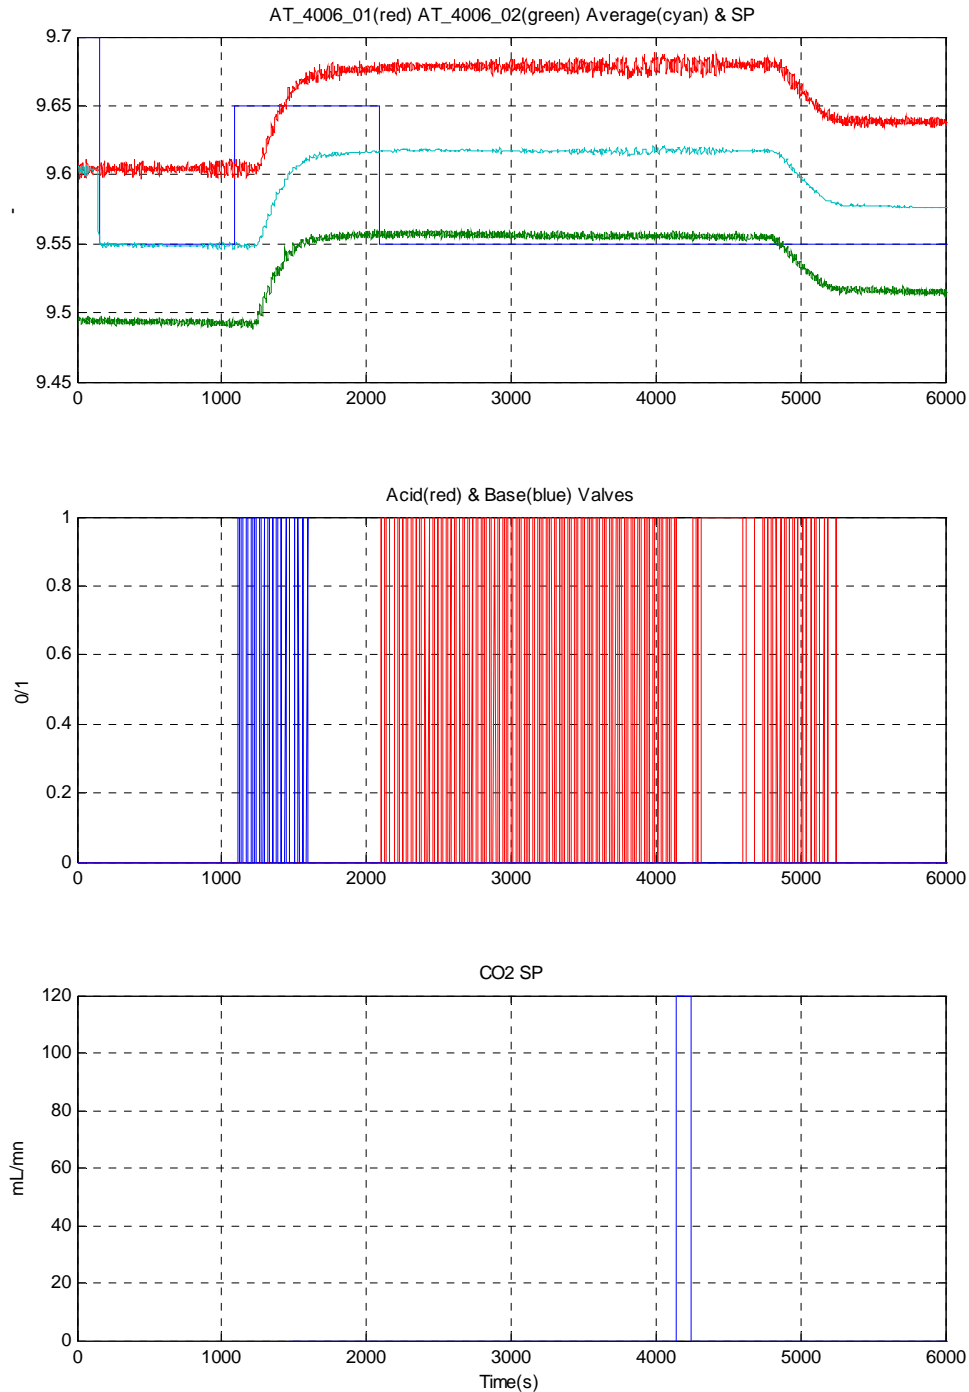 AT_4006_01(red) AT_4006_02(green) Average(cyan) & SP
9.7
9.65
9.6
9.55
9.5
9.45
-
0 1000 2000 3000 4000 5000 6000
Acid(red) & Base(blue) Valves
1
0.8
0.6
0.4
0.2
0
0/1
0 1000 2000 3000 4000 5000 6000
CO2 SP
120
100
80
60
40
20
0
mL/mn
0 1000 2000 3000 4000 5000 6000
Time(s)